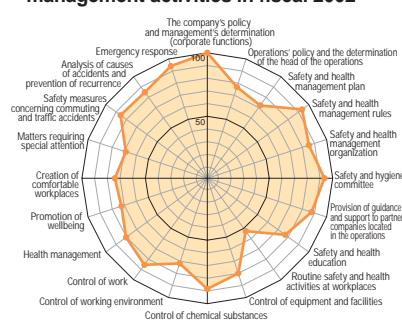 management activities in fiscal 2002
The company's policy
and management's determination
(corporate functions)
Emergency response
Operations' policy and the determination
of the head of the operations
Analysis of causes
of accidents and
prevention of recurrence
Safety and health
management plan
Safety measures
concerning commuting
and traffic accidents
Safety and health
management rules
Matters requiring
special attention
Safety and health
management
organization
Creation of
comfortable
workplaces
Safety and hygiene
committee
Promotion of
wellbeing
Provision of guidance
and support to partner
companies located
in the operations
Health management
Safety and health
education
Control of work
Routine safety and health
activities at workplaces
Control of working environment
Control of equipment and facilities
Control of chemical substances
100
50